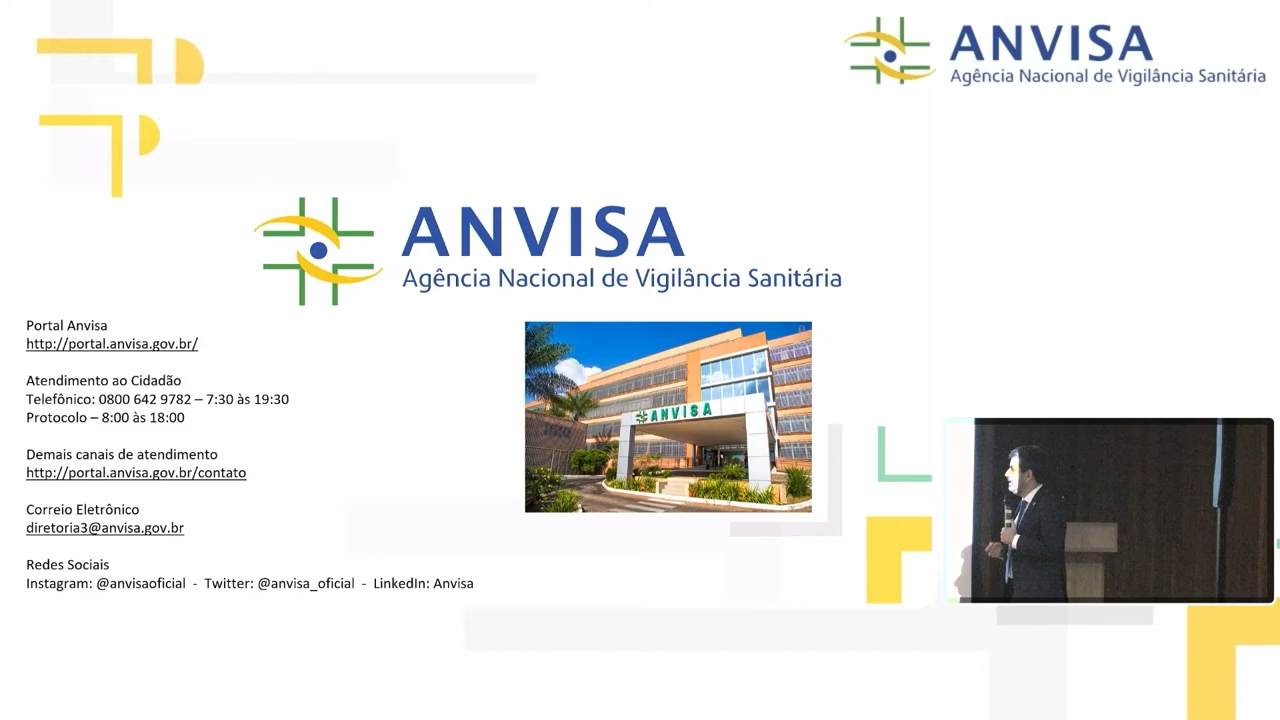 ANVISA
Agência Nacional de Vigilância Sanitária
ANVISA
Agência Nacional de Vigilância Sanitária
Portal Anvisa
http://portal.anvisa.gov.br/
Atendimento ao Cidadão
Telefônico: 0800 642 9782 – 7:30 às 19:30
Protocolo – 8:00 às 18:00
Demais canais de atendimento
http://portal.anvisa.gov.br/contato
Correio Eletrônico
diretoria3@anvisa.gov.br
Redes Sociais
Instagram: @anvisaoficial - Twitter: @anvisa_oficial - LinkedIn: Anvisa
ANVISA